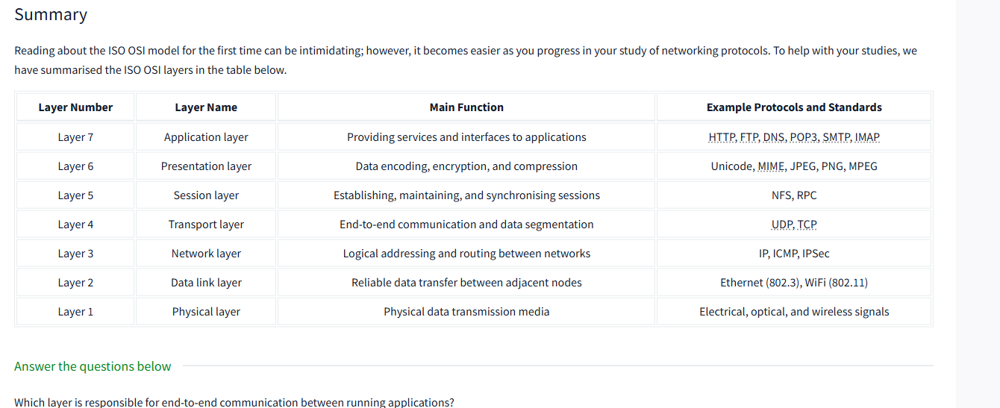 Summary
Reading about the ISO OSI model for the first time can be intimidating; however, it becomes easier as you progress in your study of networking protocols. To help with your studies, we
have summarised the ISO OSI layers in the table below.
Layer Number Layer Name Main Function Example Protocols and Standards
Layer 7 Application layer Providing services and interfaces to applications HTTP, FTP, DNS, POP3, SMTP, IMAP
Layer 6 Presentation layer Data encoding, encryption, and compression Unicode, MIME, JPEG, PNG, MPEG
Layer 5 Session layer Establishing, maintaining, and synchronising sessions NFS, RPC
Layer 4 Transport layer End-to-end communication and data segmentation UDP, TCP
Layer 3 Network layer Logical addressing and routing between networks IP, ICMP, IPSec
Layer 2 Data link layer Reliable data transfer between adjacent nodes Ethernet (802.3), WiFi (802.11)
Layer 1 Physical layer Physical data transmission media Electrical, optical, and wireless signals
Answer the questions below
Which layer is responsible for end-to-end communication between running applications?